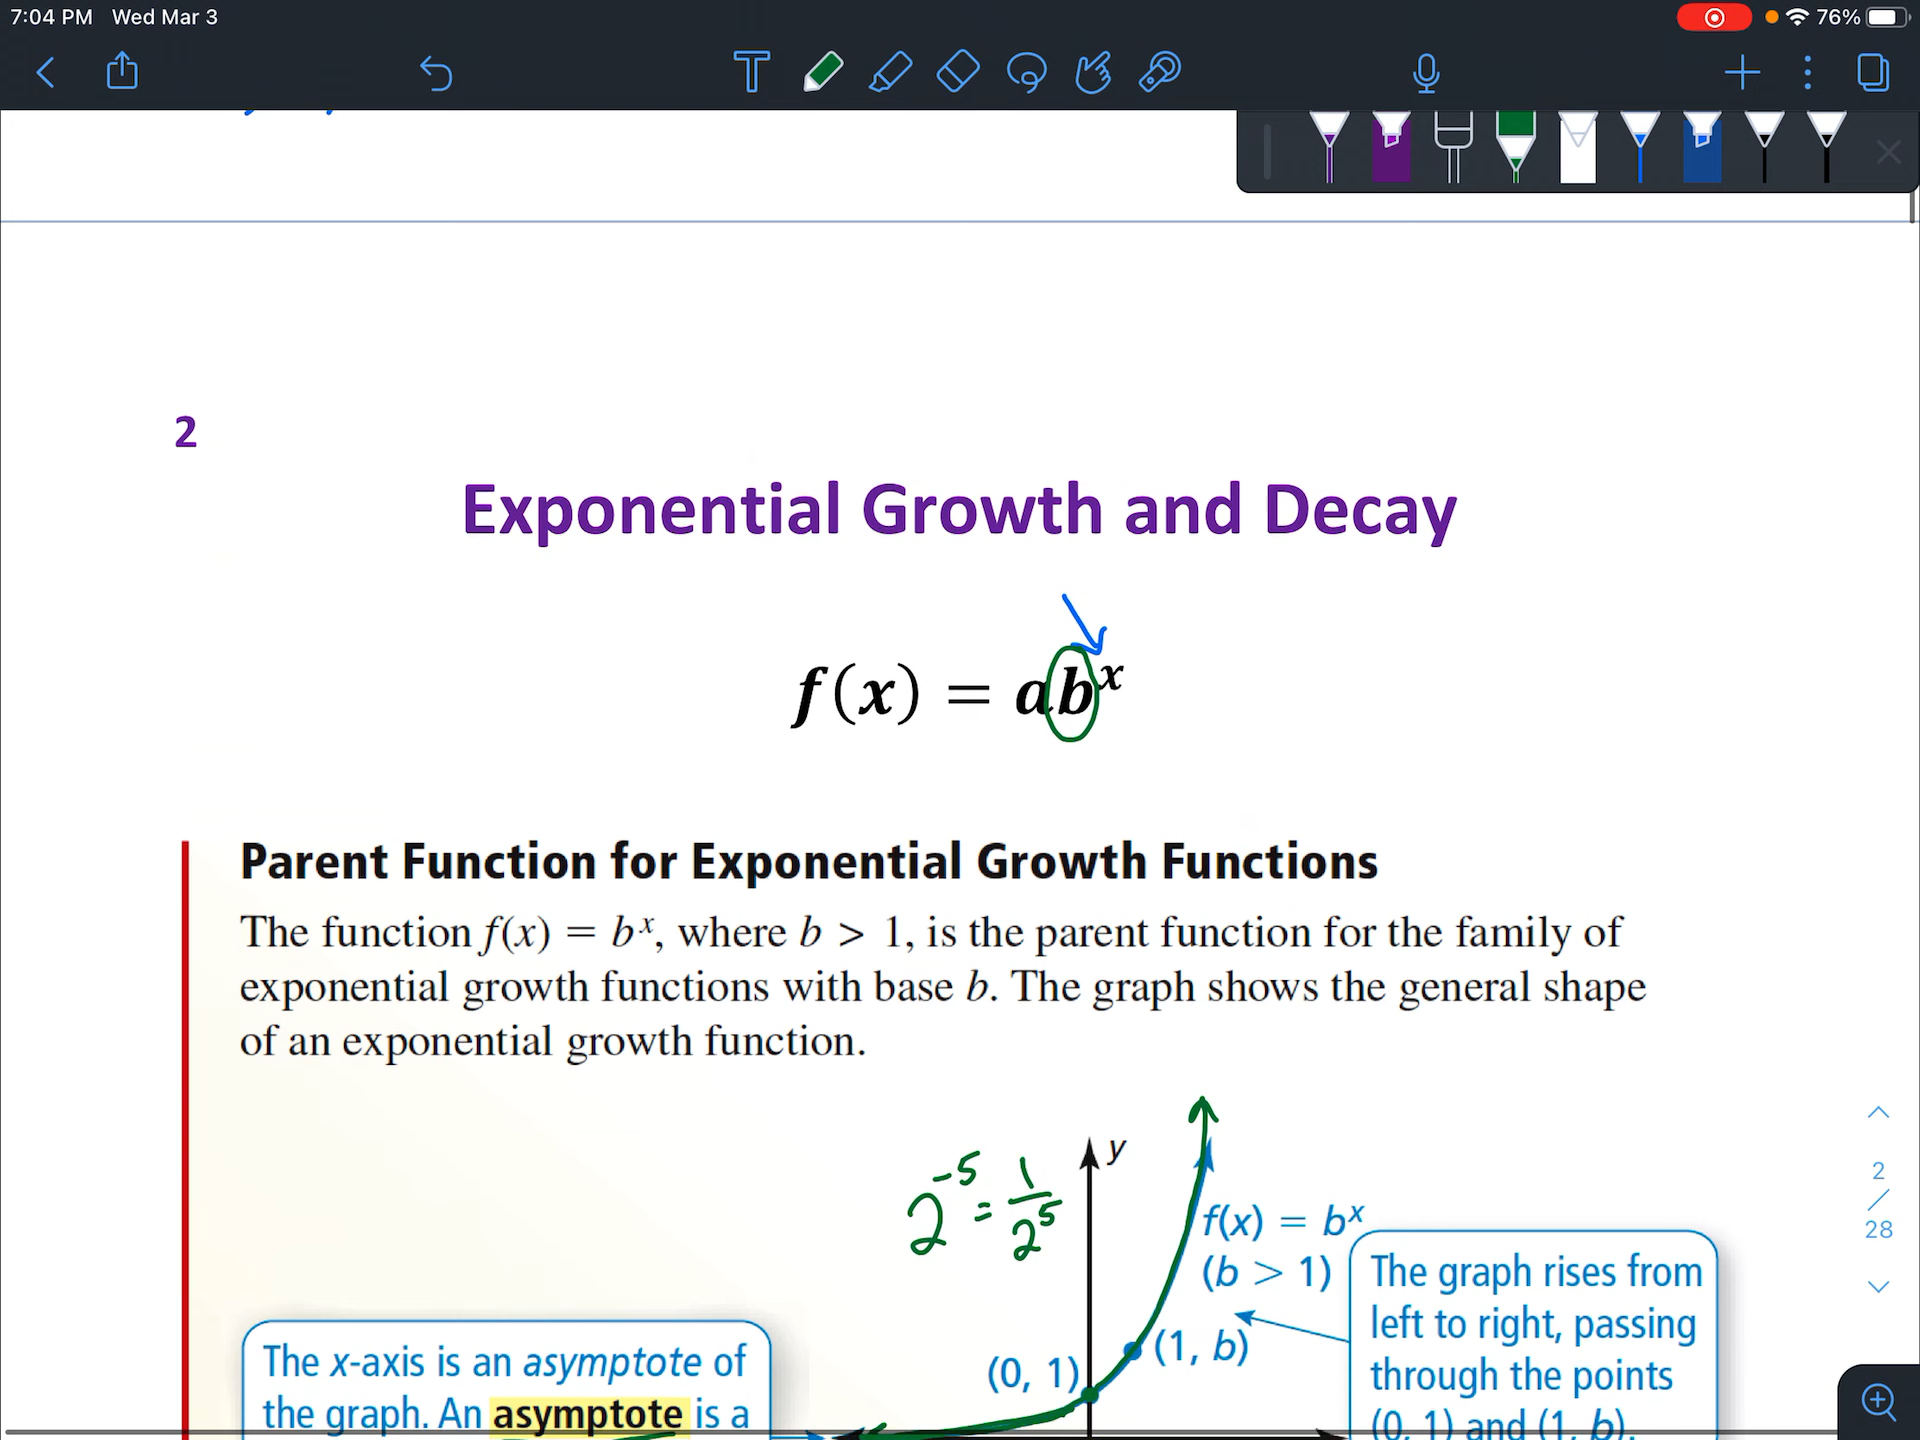 7:04 PM Wed Mar 3
76%
T
2
Exponential Growth and Decay
f(x) = abˣ
Parent Function for Exponential Growth Functions
The function f(x) = bˣ, where b > 1, is the parent function for the family of
exponential growth functions with base b. The graph shows the general shape
of an exponential growth function.
y
2⁻⁵ = 1/2⁵
f(x) = bˣ
(b > 1)
(1, b)
(0, 1)
The graph rises from
left to right, passing
through the points
(0, 1) and (1, b).
The x-axis is an asymptote of
the graph. An asymptote is a
2
/
28